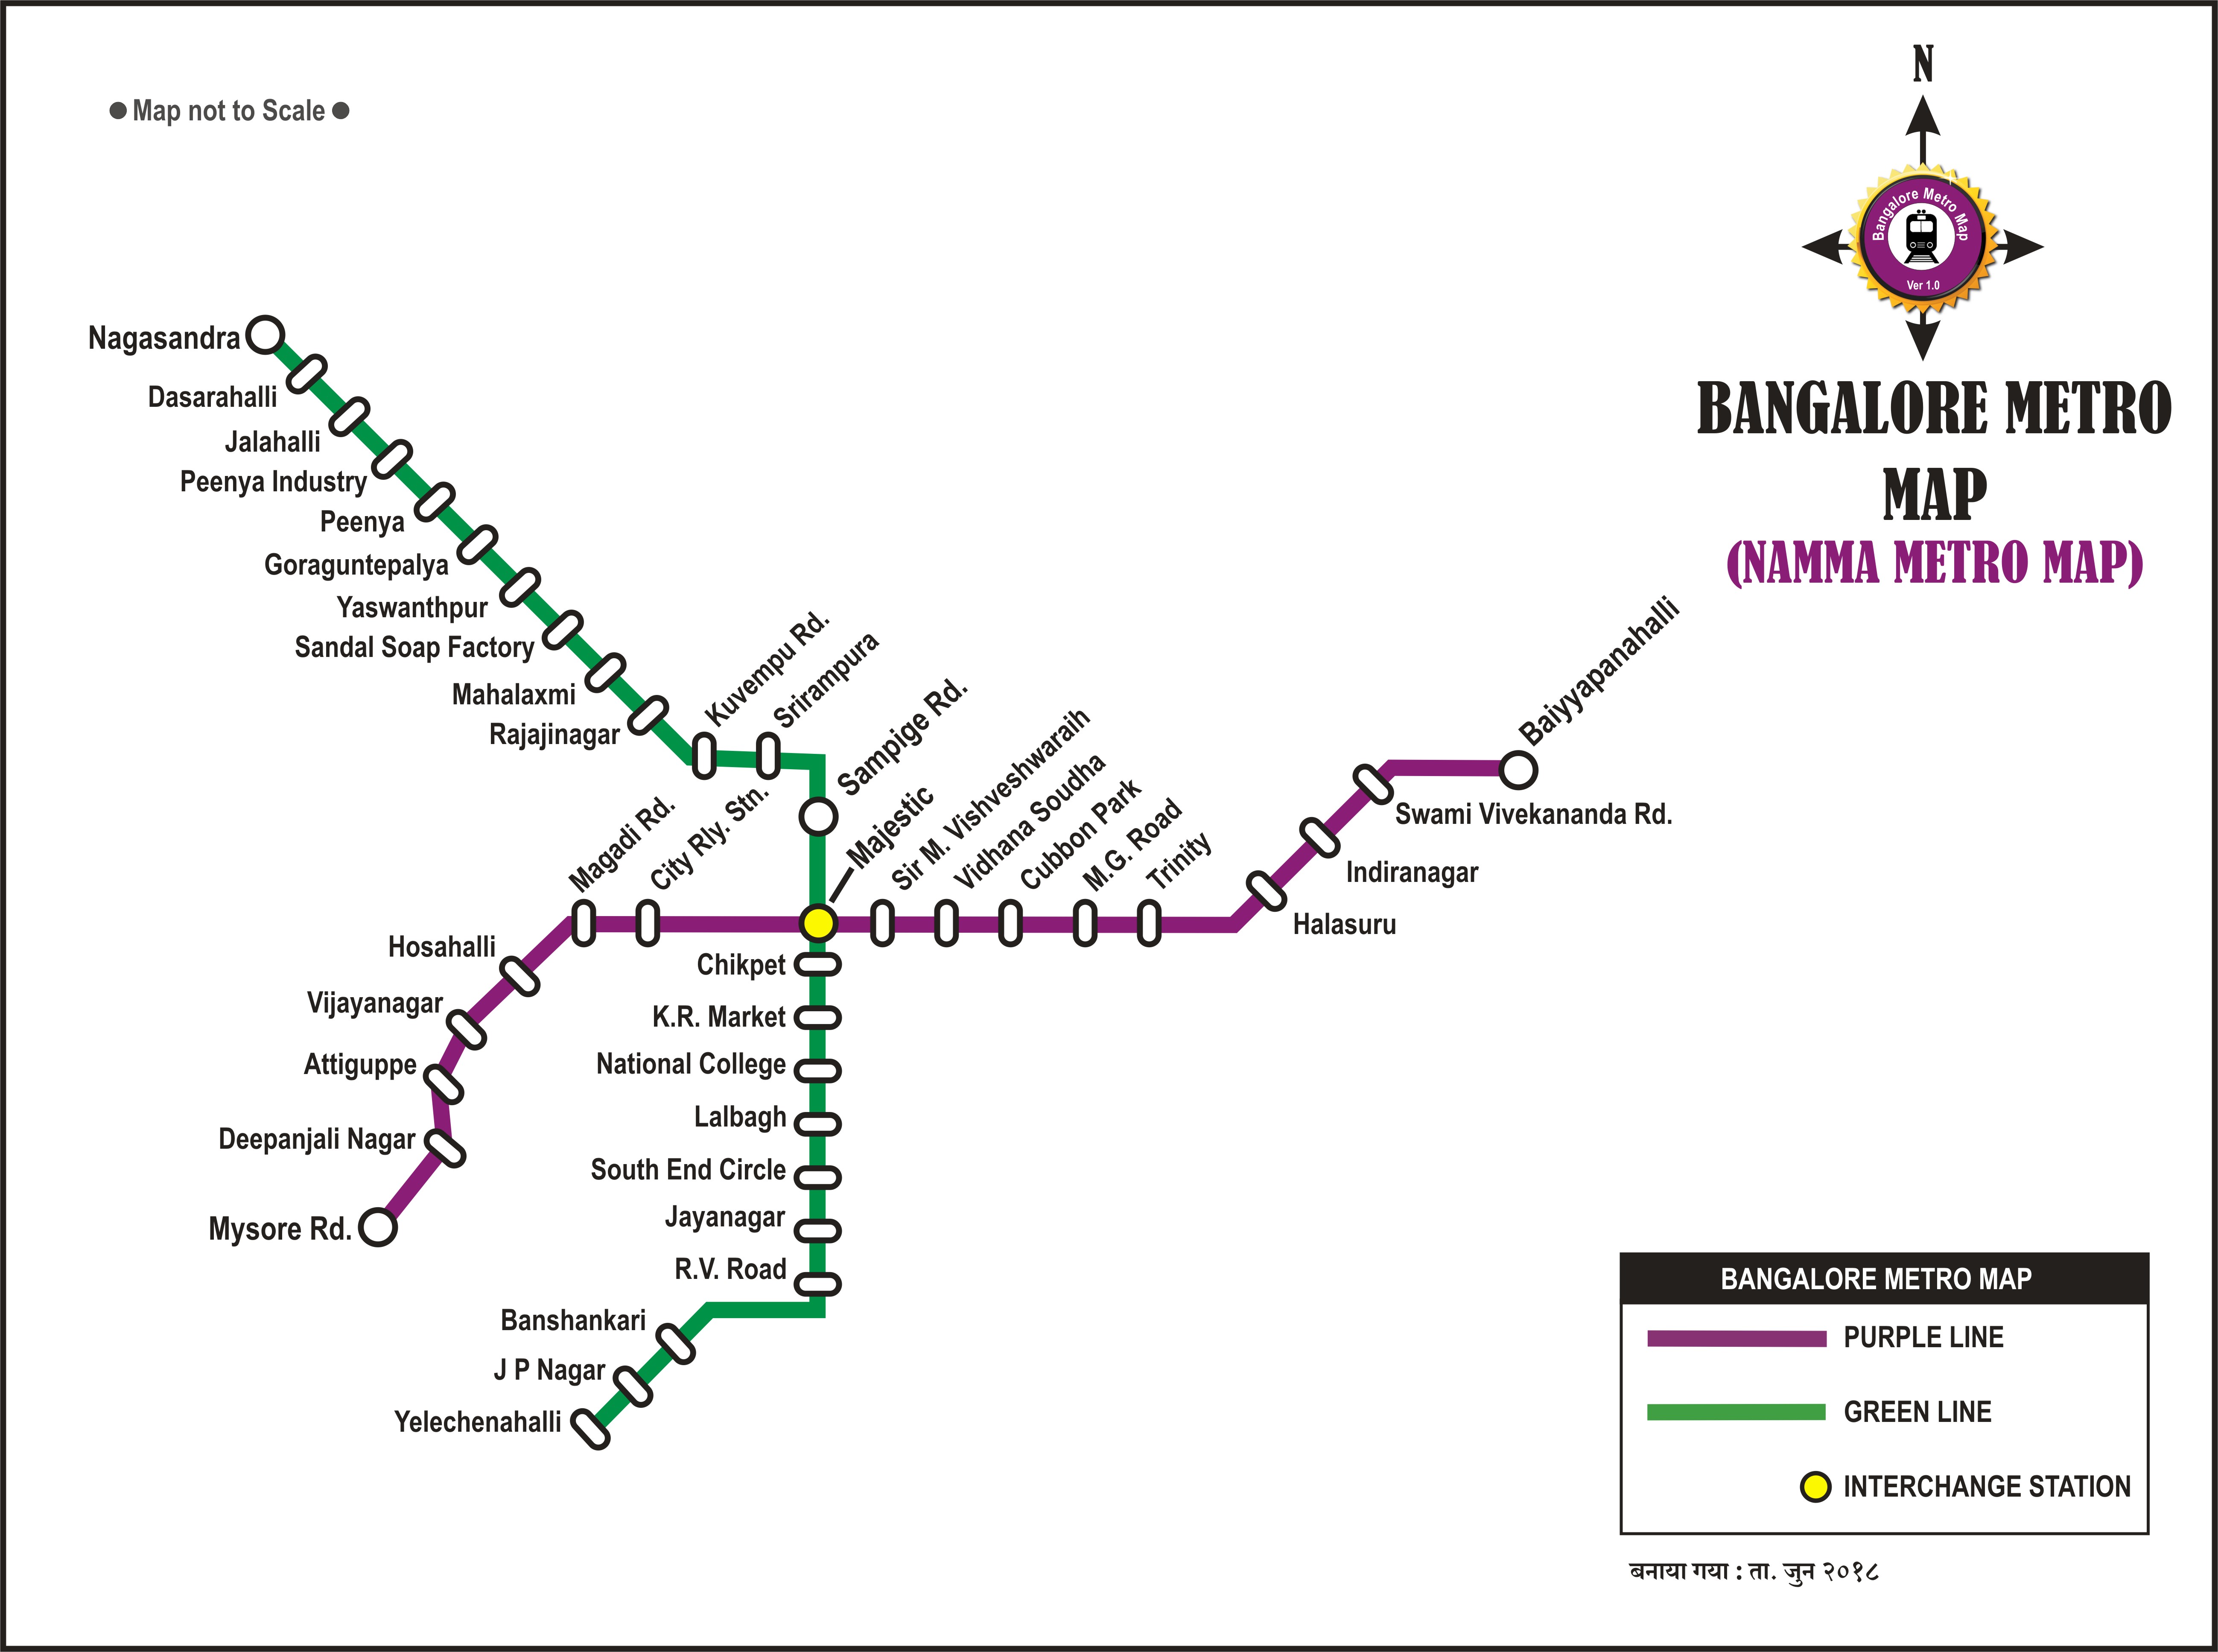 N
Map not to Scale
Bangalore Metro Map
Ver 1.0
BANGALORE METRO
MAP
(NAMMA METRO MAP)
Nagasandra
Dasarahalli
Jalahalli
Peenya Industry
Peenya
Goraguntepalya
Yaswanthpur
Sandal Soap Factory
Mahalaxmi
Rajajinagar
Kuvempu Rd.
Srirampura
Sampige Rd.
Majestic
Magadi Rd.
City Rly. Stn.
Sir M. Vishveshwaraih
Vidhana Soudha
Cubbon Park
M.G. Road
Trinity
Halasuru
Indiranagar
Swami Vivekananda Rd.
Baiyyapanahalli
Hosahalli
Vijayanagar
Attiguppe
Deepanjali Nagar
Mysore Rd.
Chikpet
K.R. Market
National College
Lalbagh
South End Circle
Jayanagar
R.V. Road
Banshankari
J P Nagar
Yelechenahalli
BANGALORE METRO MAP
PURPLE LINE
GREEN LINE
INTERCHANGE STATION
बनाया गया : ता. जुन २०१८